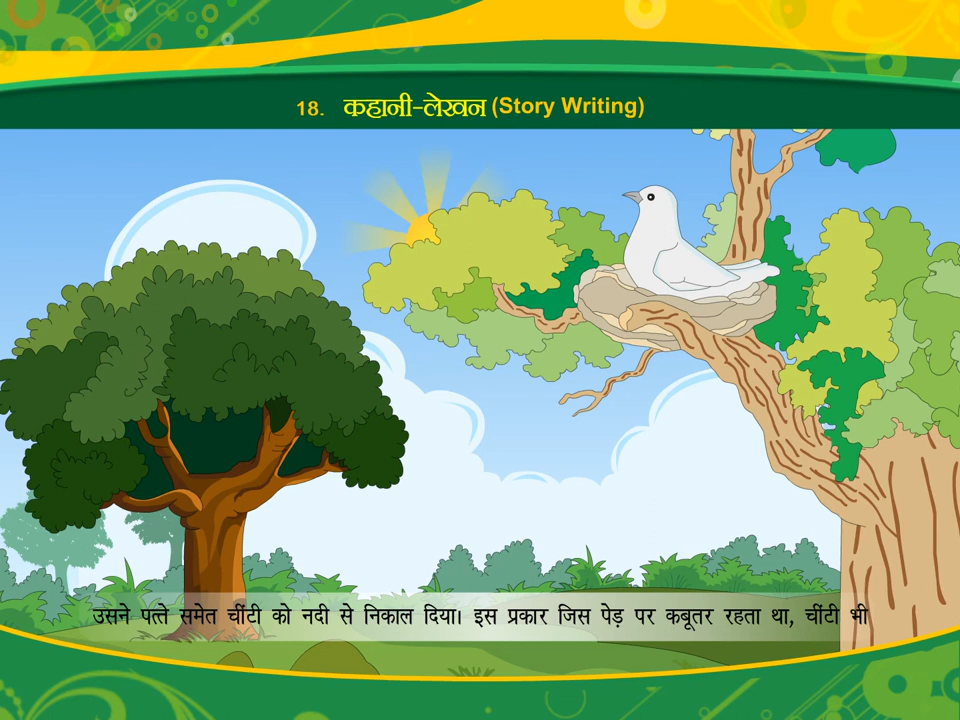 18. कहानी-लेखन (Story Writing)
उसने पत्ते समेत चींटी को नदी से निकाल दिया। इस प्रकार जिस पेड़ पर कबूतर रहता था, चींटी भी